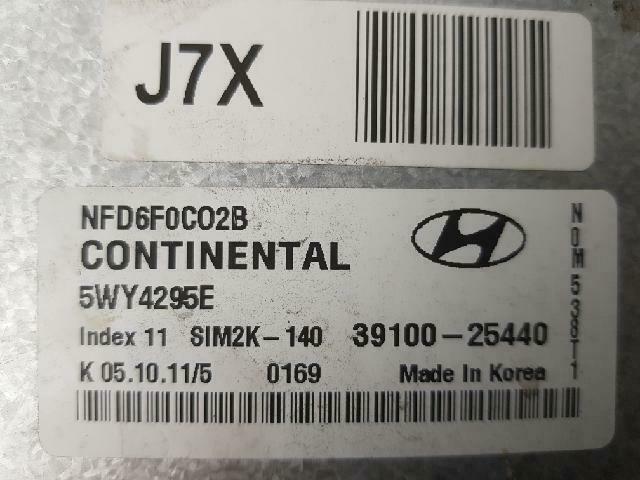 J7X
NFD6F0C02B
CONTINENTAL
5WY4295E
Index 11 SIM2K-140 39100-25440
K 05.10.11/5 0169 Made In Korea
NOM538T1